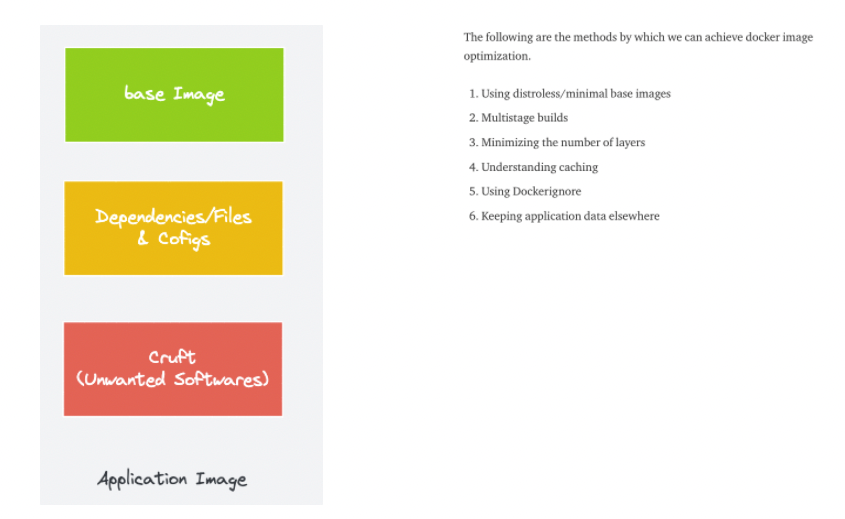 base Image
Dependencies/Files
& Cofigs
Cruft
(Unwanted Softwares)
Application Image
The following are the methods by which we can achieve docker image
optimization.
1. Using distroless/minimal base images
2. Multistage builds
3. Minimizing the number of layers
4. Understanding caching
5. Using Dockerignore
6. Keeping application data elsewhere